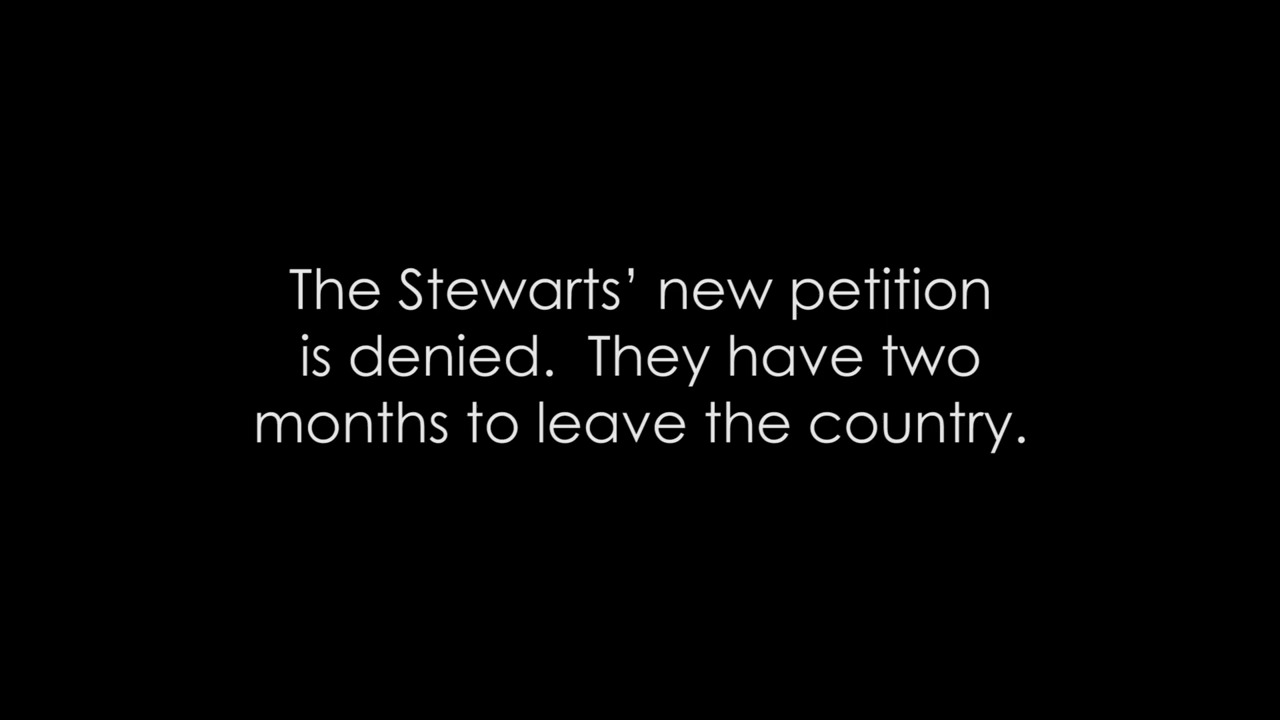 The Stewarts’ new petition
is denied.  They have two
months to leave the country.